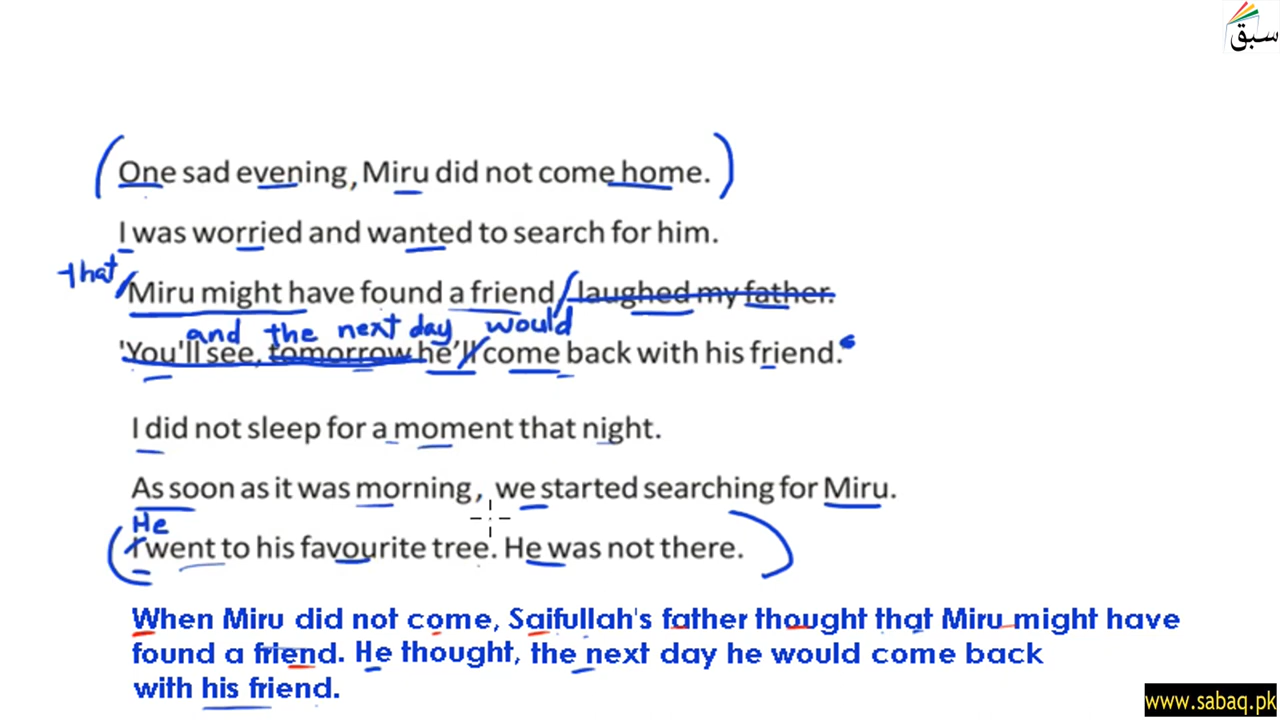 سبق
One sad evening, Miru did not come home.
I was worried and wanted to search for him.
that
Miru might have found a friend laughed my father.
and the next day would
'You'll see, tomorrow he'll come back with his friend.
I did not sleep for a moment that night.
As soon as it was morning, we started searching for Miru.
He
I went to his favourite tree. He was not there.
When Miru did not come, Saifullah's father thought that Miru might have
found a friend. He thought, the next day he would come back
with his friend.
www.sabaq.pk